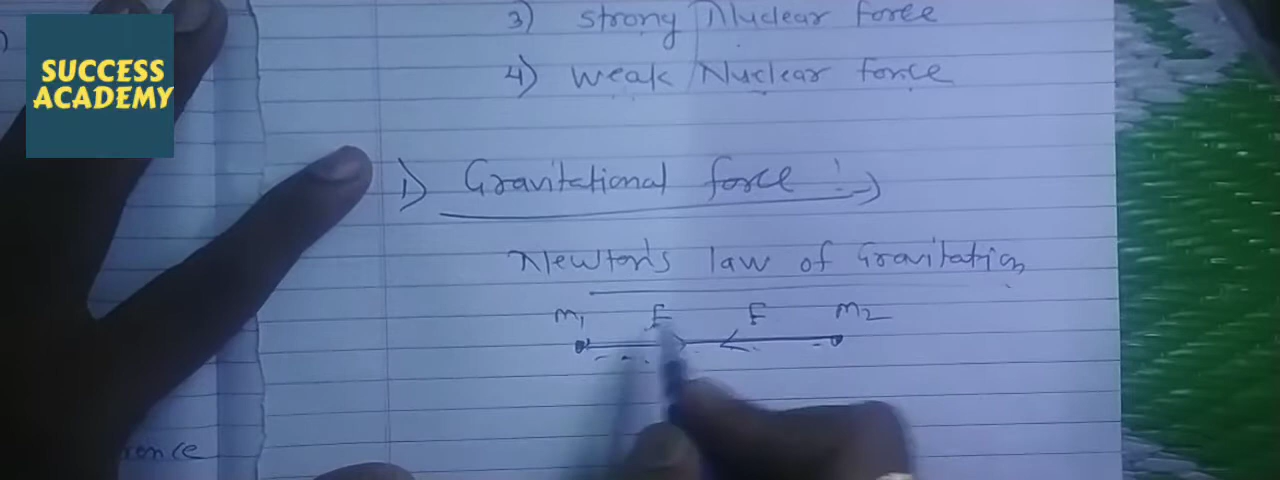 SUCCESS
ACADEMY
3) Strong Nuclear force
4) Weak Nuclear force
1) Gravitational force :→
Newton's law of Gravitation
m1 F F m2